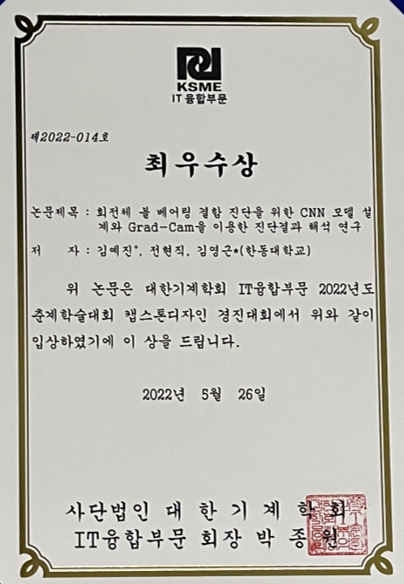 KSME
IT 융합부문
제2022-014호
최우수상
논문제목 : 회전체 볼 베어링 결함 진단을 위한 CNN 모델 설
계와 Grad-Cam을 이용한 진단결과 해석 연구
저 자 : 김예진⁺, 전현직, 김영근*(한동대학교)
위 논문은 대한기계학회 IT융합부문 2022년도
춘계학술대회 캡스톤디자인 경진대회에서 위와 같이
입상하였기에 이 상을 드립니다.
2022년 5월 26일
사단법인 대한기계학회
IT융합부문 회장 박종원